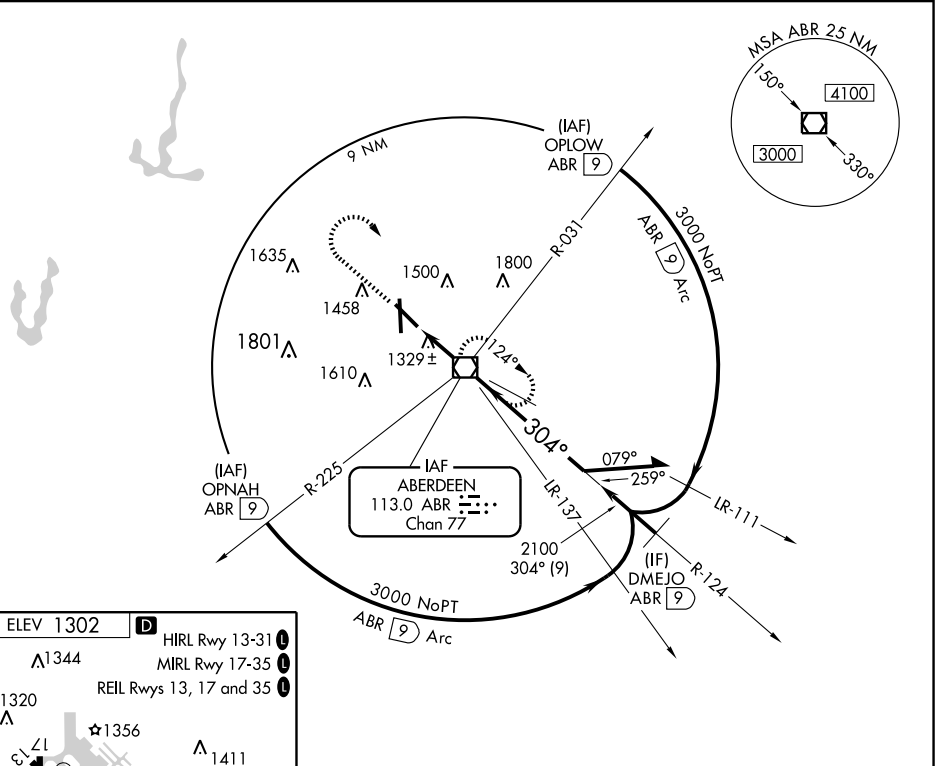 MSA ABR 25 NM
150°
4100
3000
330°
9 NM
(IAF)
OPLOW
ABR 9
R-031
3000 NoPT
ABR 9 Arc
1635
1500
1800
1458
1801
1329 ±
1610
124°
304°
079°
259°
(IAF)
OPNAH
ABR 9
R-225
IAF
ABERDEEN
113.0 ABR
Chan 77
LR-137
LR-111
2100
304° (9)
(IF)
DMEJO
ABR 9
R-124
3000 NoPT
ABR 9 Arc
ELEV 1302
D
HIRL Rwy 13-31 L
MIRL Rwy 17-35 L
REIL Rwys 13, 17 and 35 L
1344
1320
1356
1411
13
17